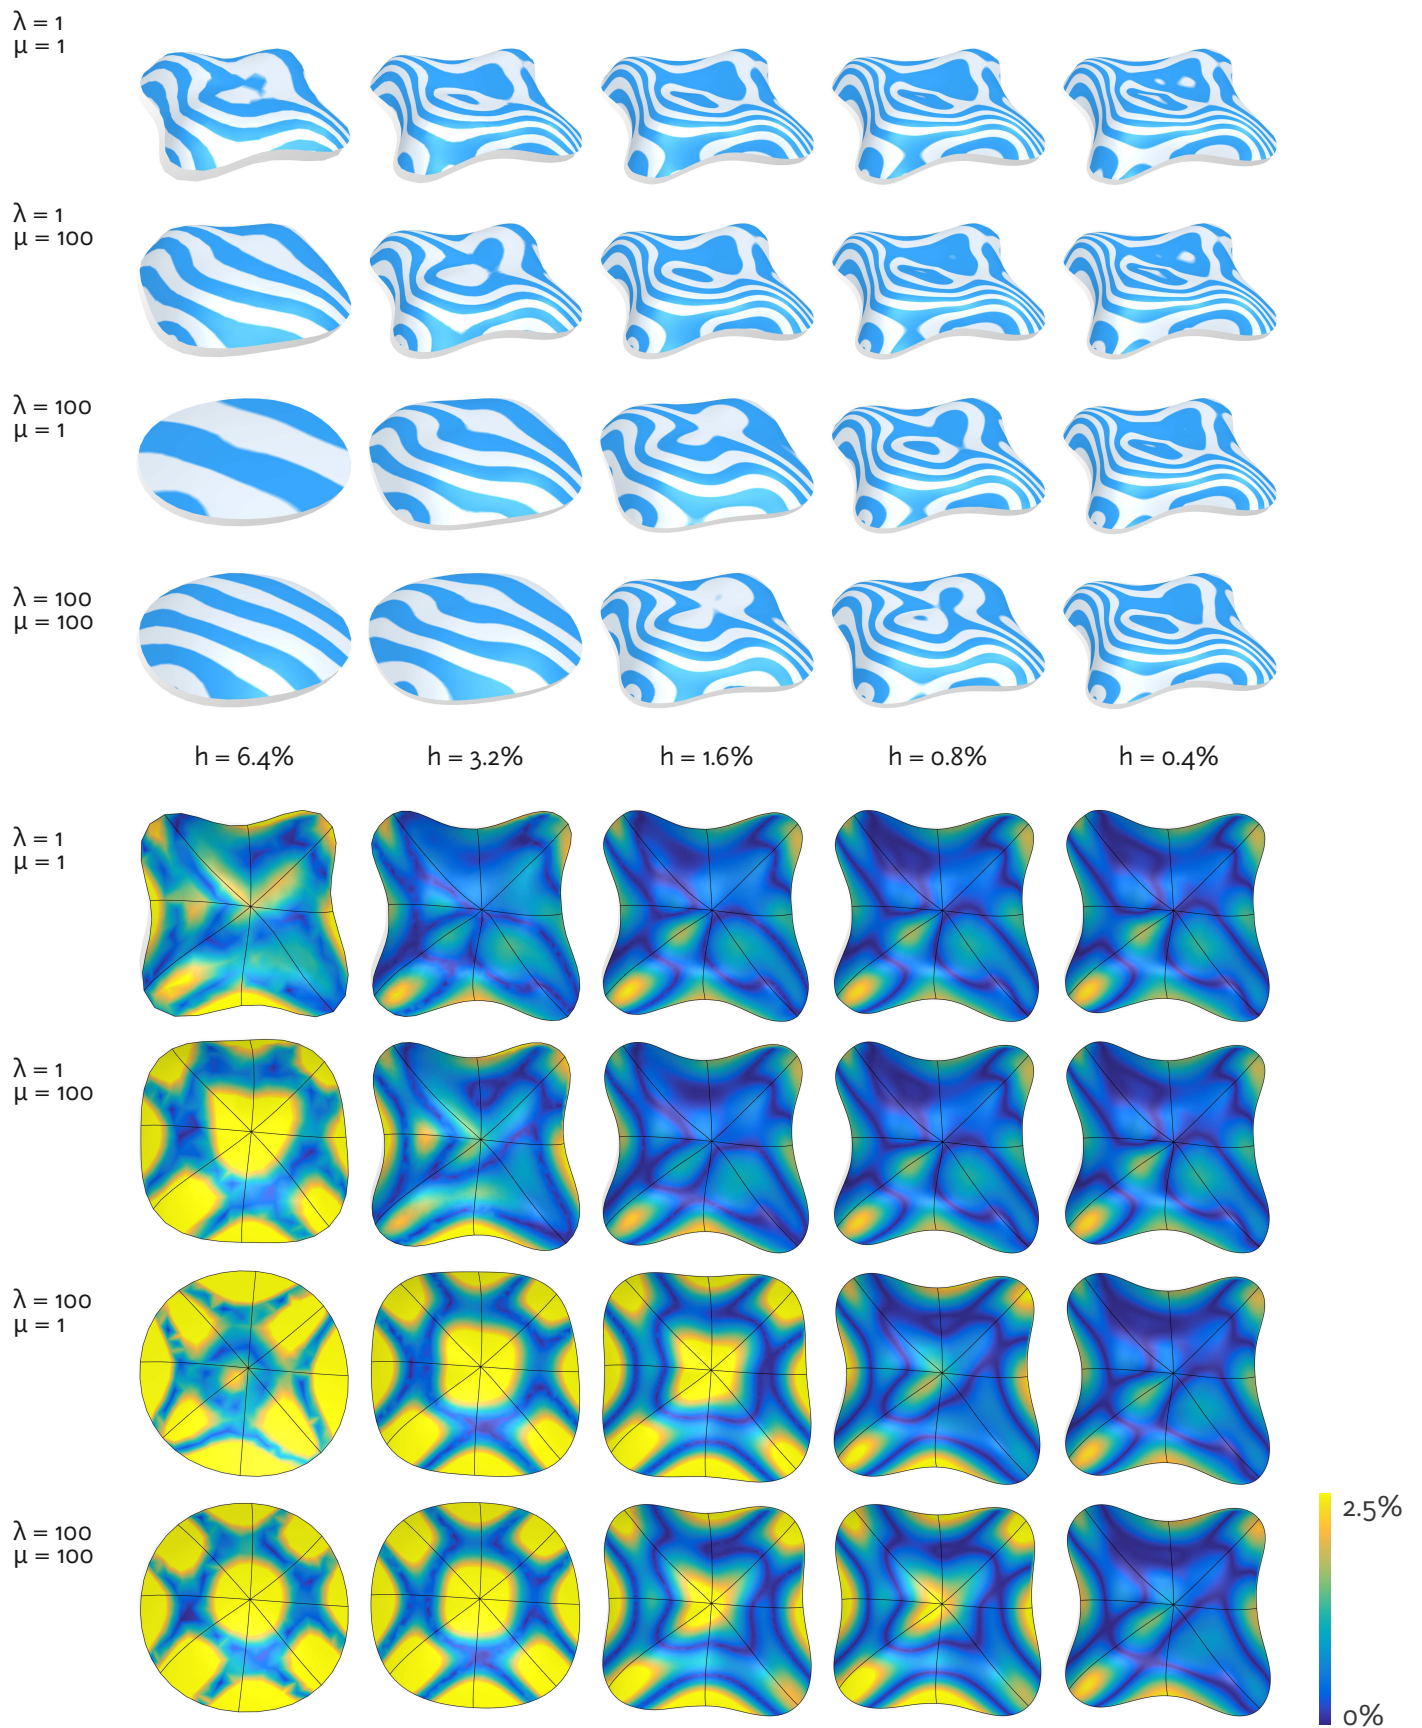 λ = 1
μ = 1
λ = 1
μ = 100
λ = 100
μ = 1
λ = 100
μ = 100
h = 6.4%
h = 3.2%
h = 1.6%
h = 0.8%
h = 0.4%
λ = 1
μ = 1
λ = 1
μ = 100
λ = 100
μ = 1
λ = 100
μ = 100
2.5%
0%